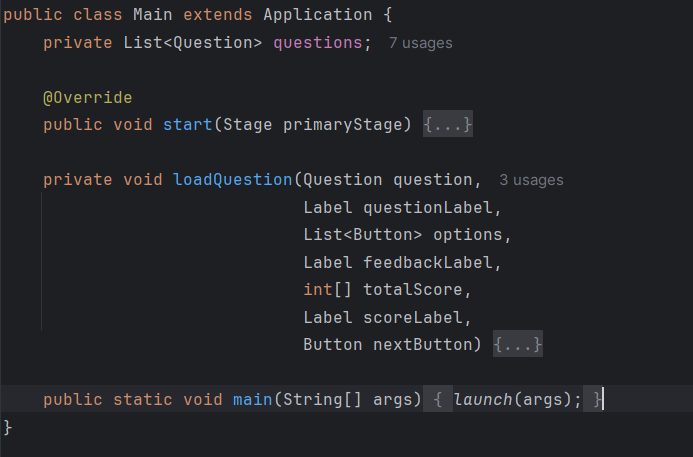 public class Main extends Application {
    private List<Question> questions;  7 usages
    @Override
    public void start(Stage primaryStage) {...}
    private void loadQuestion(Question question,  3 usages
                              Label questionLabel,
                              List<Button> options,
                              Label feedbackLabel,
                              int[] totalScore,
                              Label scoreLabel,
                              Button nextButton) {...}
    public static void main(String[] args) { launch(args); }
}